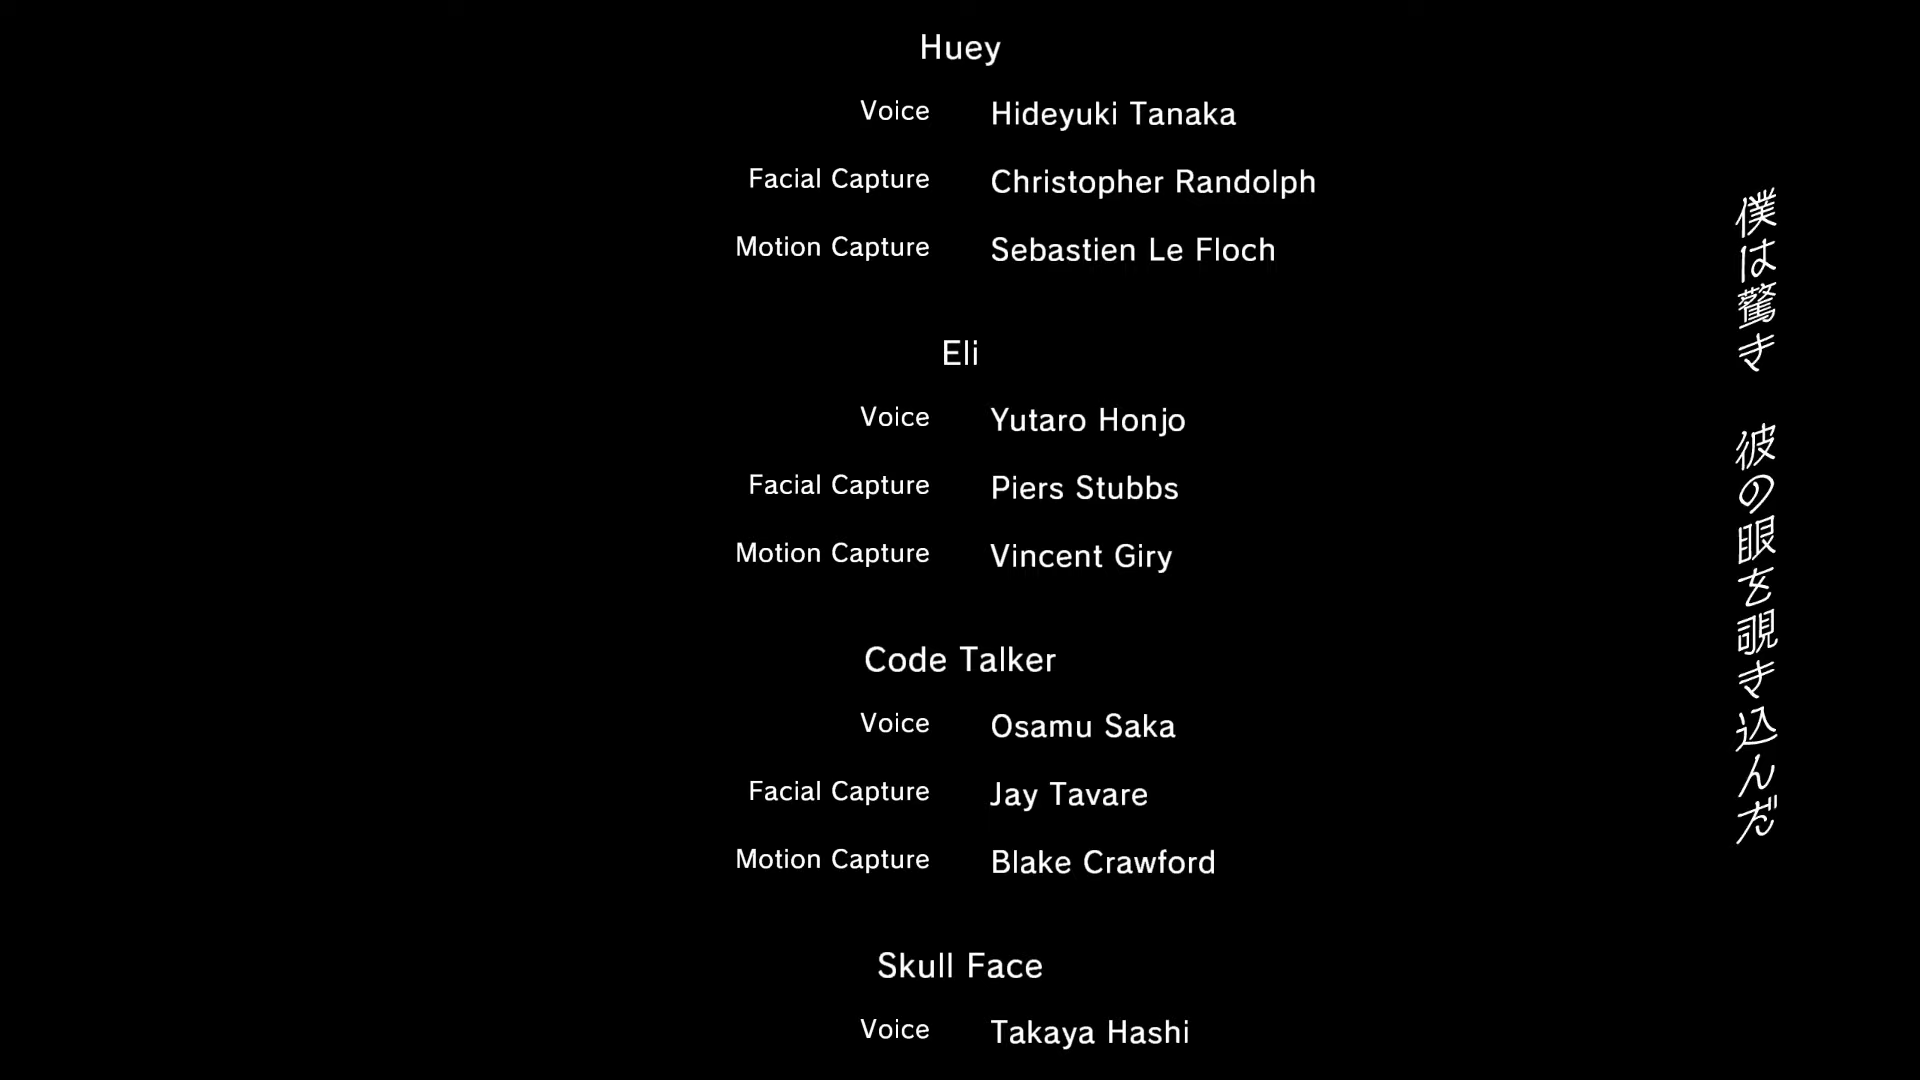 Huey
Voice Hideyuki Tanaka
Facial Capture Christopher Randolph
Motion Capture Sebastien Le Floch
Eli
Voice Yutaro Honjo
Facial Capture Piers Stubbs
Motion Capture Vincent Giry
Code Talker
Voice Osamu Saka
Facial Capture Jay Tavare
Motion Capture Blake Crawford
Skull Face
Voice Takaya Hashi
僕は驚き　彼の眼を覗き込んだ